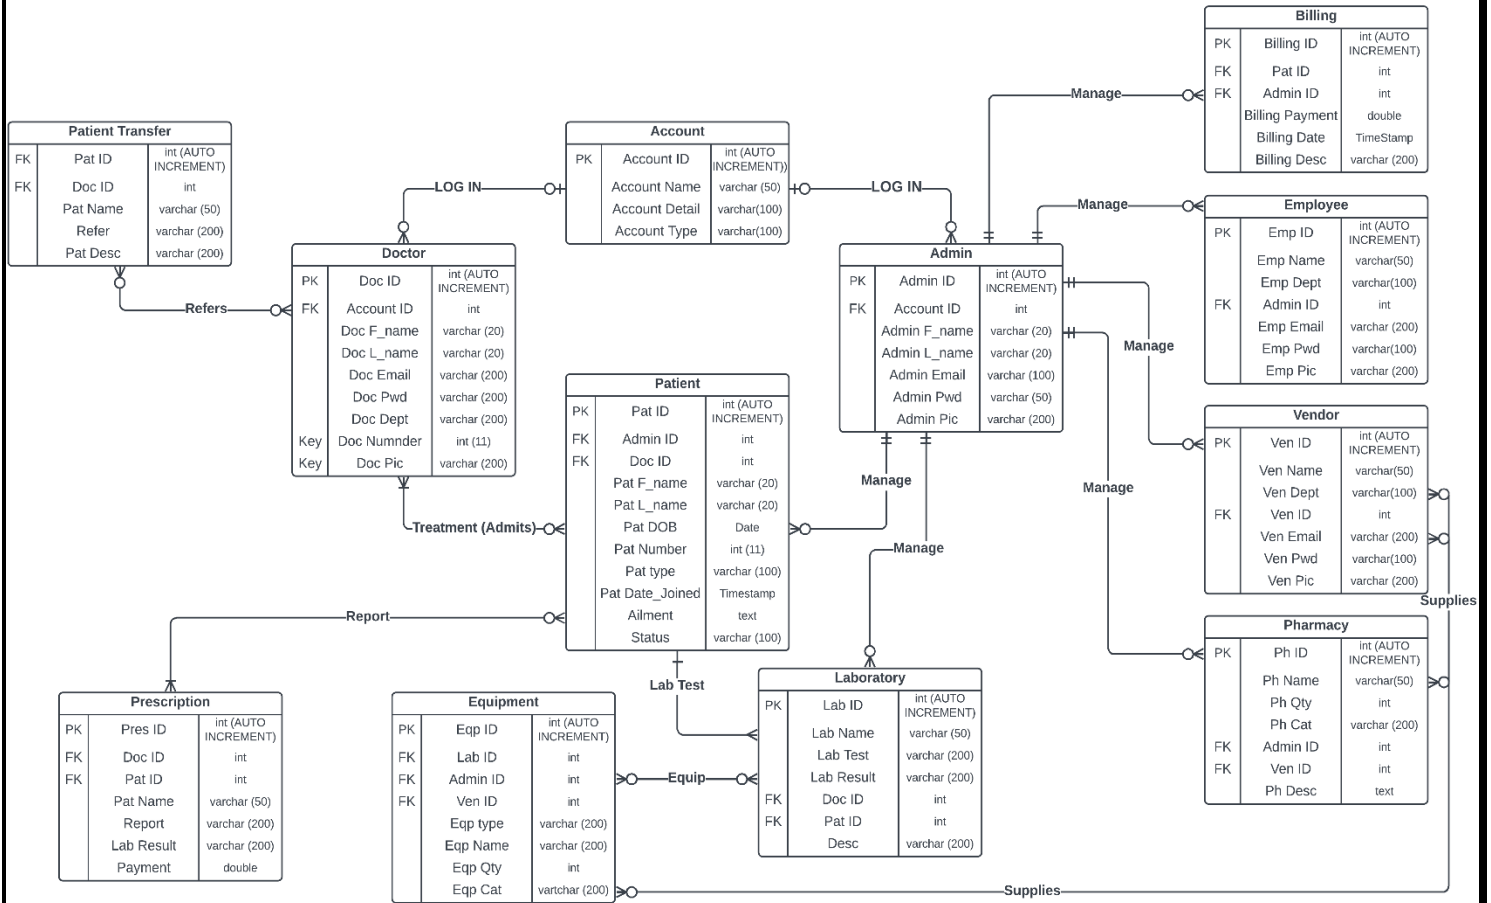 Billing
PK Billing ID int (AUTO INCREMENT)
FK Pat ID int
FK Admin ID int
Billing Payment double
Billing Date TimeStamp
Billing Desc varchar (200)
Manage
Patient Transfer
FK Pat ID int (AUTO INCREMENT)
FK Doc ID int
Pat Name varchar (50)
Refer varchar (200)
Pat Desc varchar (200)
Account
PK Account ID int (AUTO INCREMENT))
Account Name varchar (50)
Account Detail varchar(100)
Account Type varchar(100)
LOG IN
LOG IN
Manage
Employee
PK Emp ID int (AUTO INCREMENT)
Emp Name varchar(50)
Emp Dept varchar(100)
FK Admin ID int
Emp Email varchar (200)
Emp Pwd varchar(100)
Emp Pic varchar (200)
Doctor
PK Doc ID int (AUTO INCREMENT)
FK Account ID int
Doc F_name varchar (20)
Doc L_name varchar (20)
Doc Email varchar (200)
Doc Pwd varchar (200)
Doc Dept varchar (200)
Key Doc Numnder int (11)
Key Doc Pic varchar (200)
Refers
Admin
PK Admin ID int (AUTO INCREMENT)
FK Account ID int
Admin F_name varchar (20)
Admin L_name varchar (20)
Admin Email varchar (100)
Admin Pwd varchar (50)
Admin Pic varchar (200)
Manage
Patient
PK Pat ID int (AUTO INCREMENT)
FK Admin ID int
FK Doc ID int
Pat F_name varchar (20)
Pat L_name varchar (20)
Pat DOB Date
Pat Number int (11)
Pat type varchar (100)
Pat Date_Joined Timestamp
Ailment text
Status varchar (100)
Vendor
PK Ven ID int (AUTO INCREMENT)
Ven Name varchar(50)
Ven Dept varchar(100)
FK Ven ID int
Ven Email varchar (200)
Ven Pwd varchar(100)
Ven Pic varchar (200)
Manage
Manage
Treatment (Admits)
Manage
Supplies
Report
Pharmacy
PK Ph ID int (AUTO INCREMENT)
Ph Name varchar(50)
Ph Qty int
Ph Cat varchar (200)
FK Admin ID int
FK Ven ID int
Ph Desc text
Lab Test
Laboratory
PK Lab ID int (AUTO INCREMENT)
Lab Name varchar (50)
Lab Test varchar (200)
Lab Result varchar (200)
FK Doc ID int
FK Pat ID int
Desc varchar (200)
Prescription
PK Pres ID int (AUTO INCREMENT)
FK Doc ID int
FK Pat ID int
Pat Name varchar (50)
Report varchar (200)
Lab Result varchar (200)
Payment double
Equipment
PK Eqp ID int (AUTO INCREMENT)
FK Lab ID int
FK Admin ID int
FK Ven ID int
Eqp type varchar (200)
Eqp Name varchar (200)
Eqp Qty int
Eqp Cat vartchar (200)
Equip
Supplies